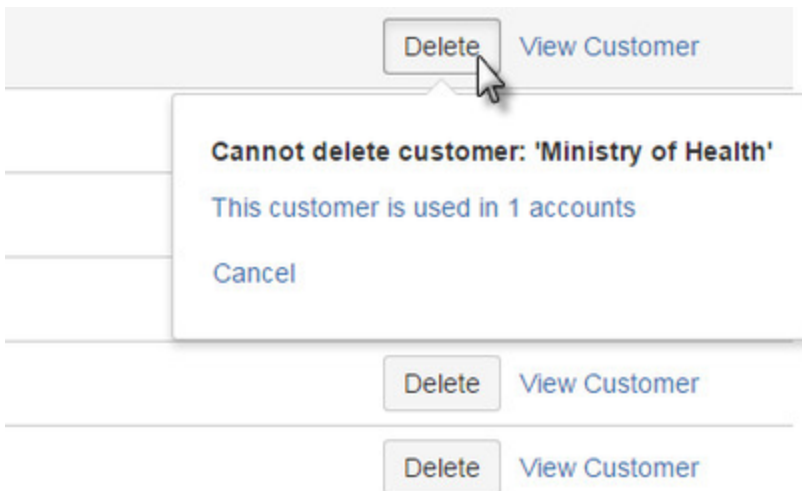 Delete View Customer
Cannot delete customer: 'Ministry of Health'
This customer is used in 1 accounts
Cancel
Delete View Customer
Delete View Customer